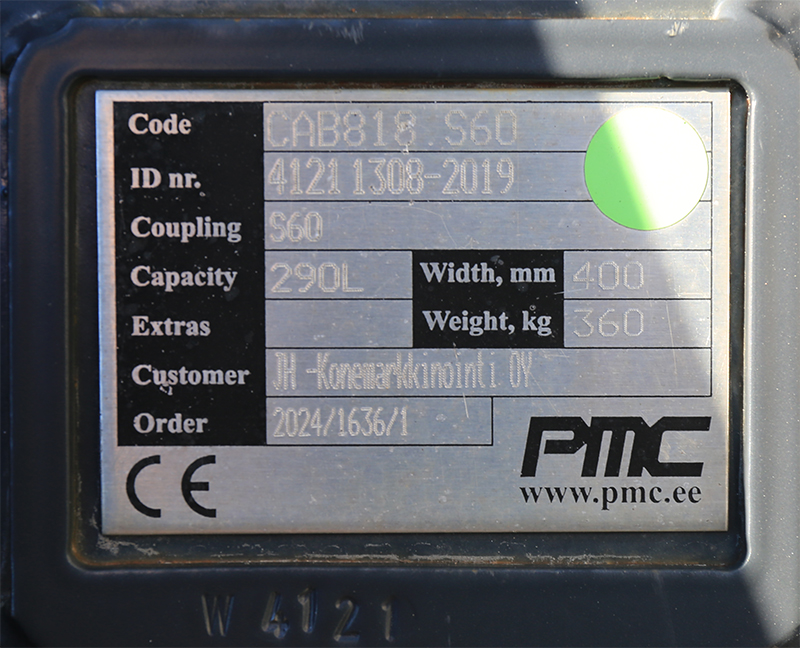 Code CAB818 S60
ID nr. 4121 1308-2019
Coupling S60
Capacity 290L Width, mm 400
Extras Weight, kg 360
Customer JH -Konemarkkinointi OY
Order 2024/1636/1
CE PMC
www.pmc.ee
W 4121